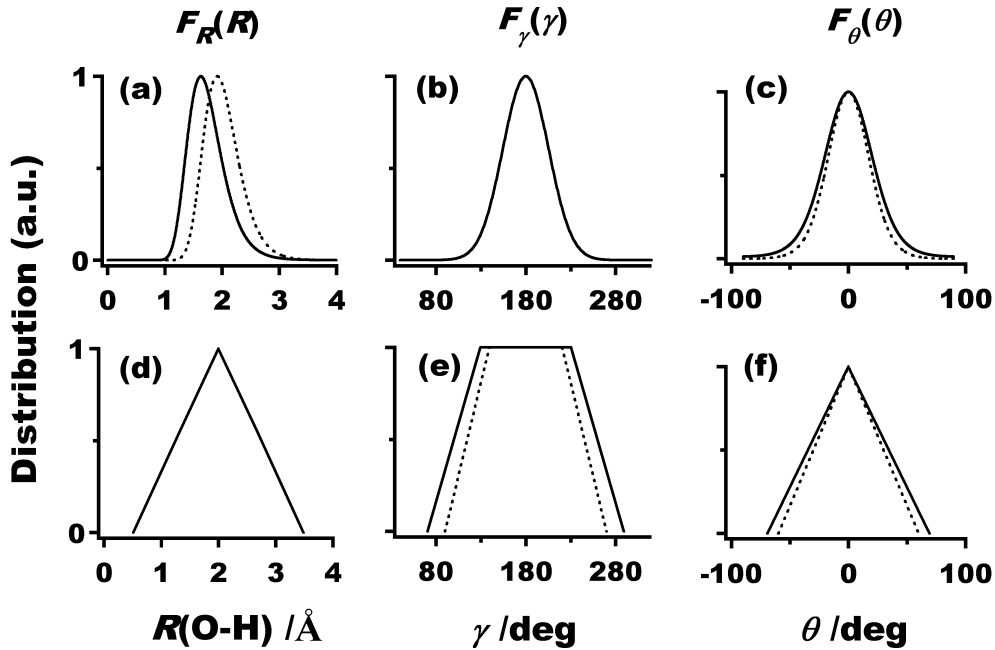 F_R(R) F_γ(γ) F_θ(θ)
(a) (b) (c)
1
0
0 1 2 3 4 80 180 280 -100 0 100
(d) (e) (f)
1
0
0 1 2 3 4 80 180 280 -100 0 100
R(O-H) /Å γ /deg θ /deg
Distribution (a.u.)